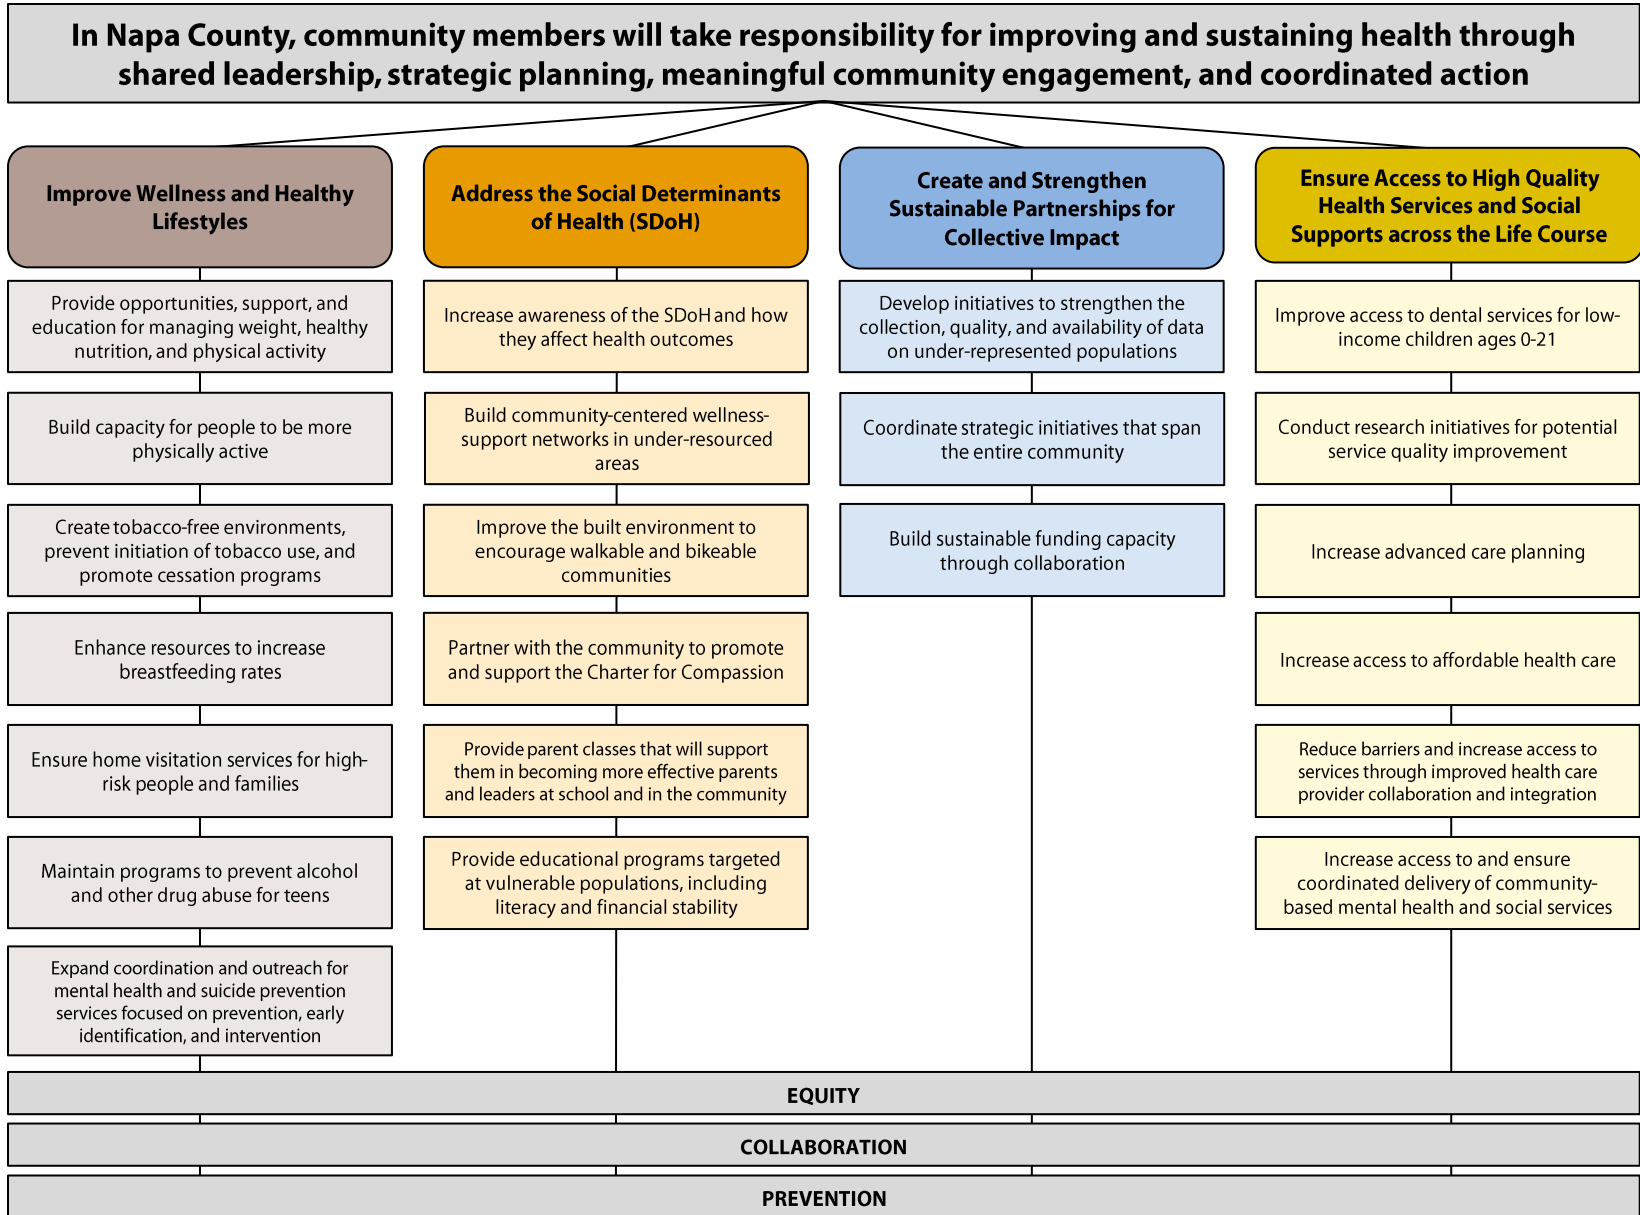 In Napa County, community members will take responsibility for improving and sustaining health through
shared leadership, strategic planning, meaningful community engagement, and coordinated action
Improve Wellness and Healthy
Lifestyles
Provide opportunities, support, and
education for managing weight, healthy
nutrition, and physical activity
Build capacity for people to be more
physically active
Create tobacco-free environments,
prevent initiation of tobacco use, and
promote cessation programs
Enhance resources to increase
breastfeeding rates
Ensure home visitation services for high-
risk people and families
Maintain programs to prevent alcohol
and other drug abuse for teens
Expand coordination and outreach for
mental health and suicide prevention
services focused on prevention, early
identification, and intervention
Address the Social Determinants
of Health (SDoH)
Increase awareness of the SDoH and how
they affect health outcomes
Build community-centered wellness-
support networks in under-resourced
areas
Improve the built environment to
encourage walkable and bikeable
communities
Partner with the community to promote
and support the Charter for Compassion
Provide parent classes that will support
them in becoming more effective parents
and leaders at school and in the community
Provide educational programs targeted
at vulnerable populations, including
literacy and financial stability
Create and Strengthen
Sustainable Partnerships for
Collective Impact
Develop initiatives to strengthen the
collection, quality, and availability of data
on under-represented populations
Coordinate strategic initiatives that span
the entire community
Build sustainable funding capacity
through collaboration
Ensure Access to High Quality
Health Services and Social
Supports across the Life Course
Improve access to dental services for low-
income children ages 0-21
Conduct research initiatives for potential
service quality improvement
Increase advanced care planning
Increase access to affordable health care
Reduce barriers and increase access to
services through improved health care
provider collaboration and integration
Increase access to and ensure
coordinated delivery of community-
based mental health and social services
EQUITY
COLLABORATION
PREVENTION